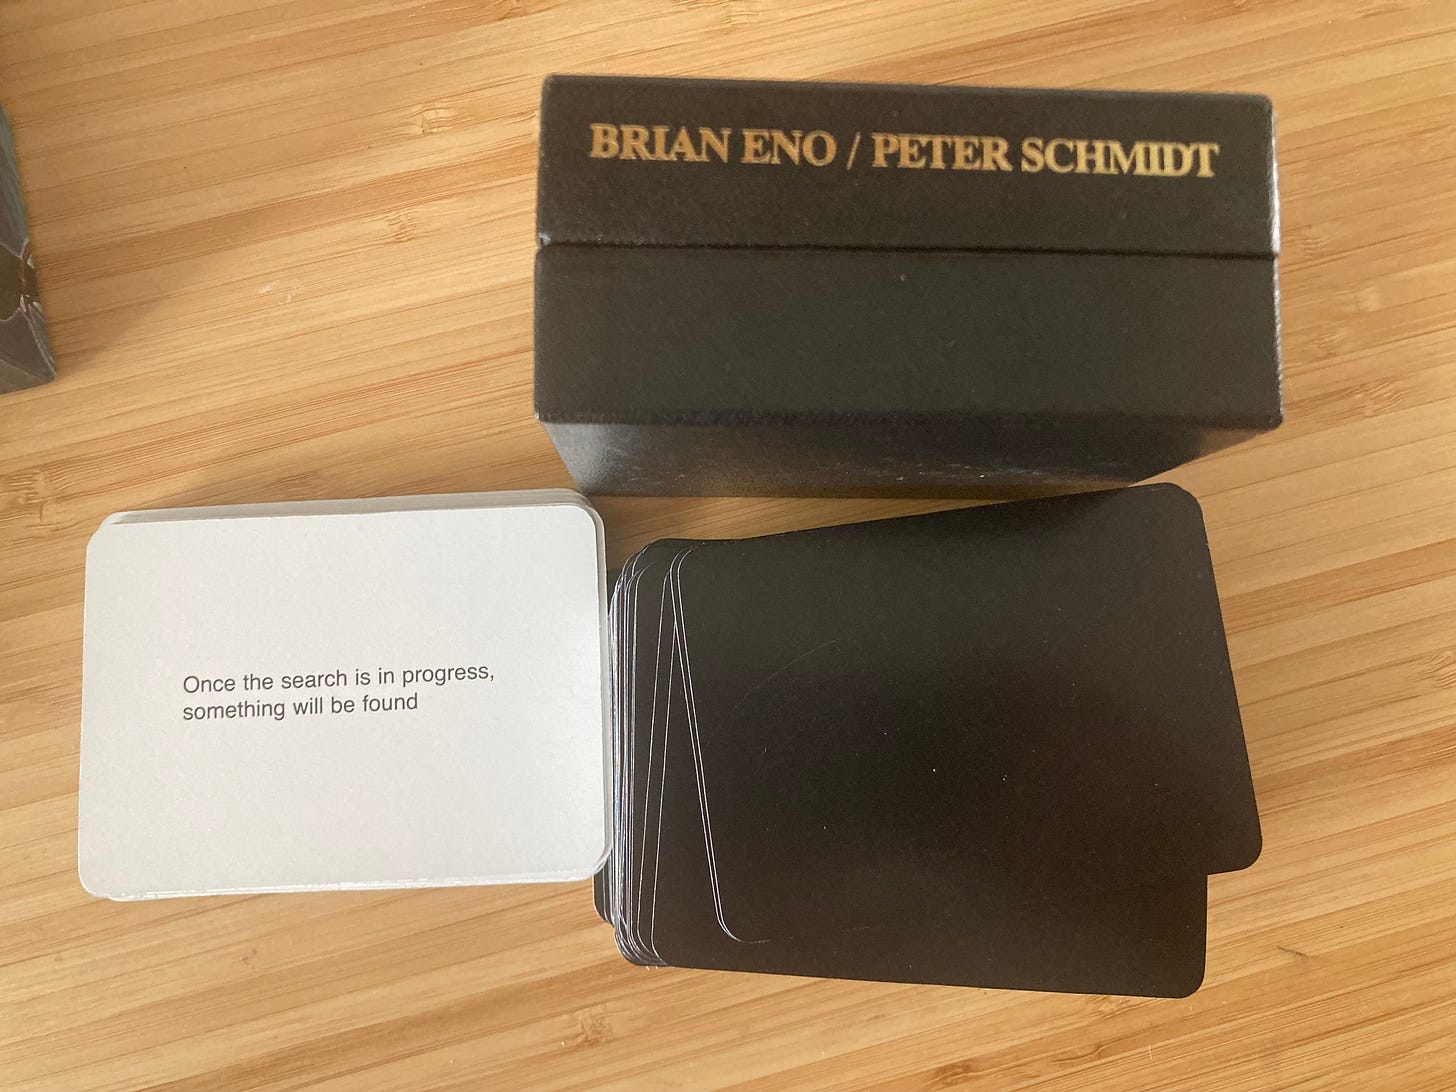 BRIAN ENO / PETER SCHMIDT
Once the search is in progress,
something will be found